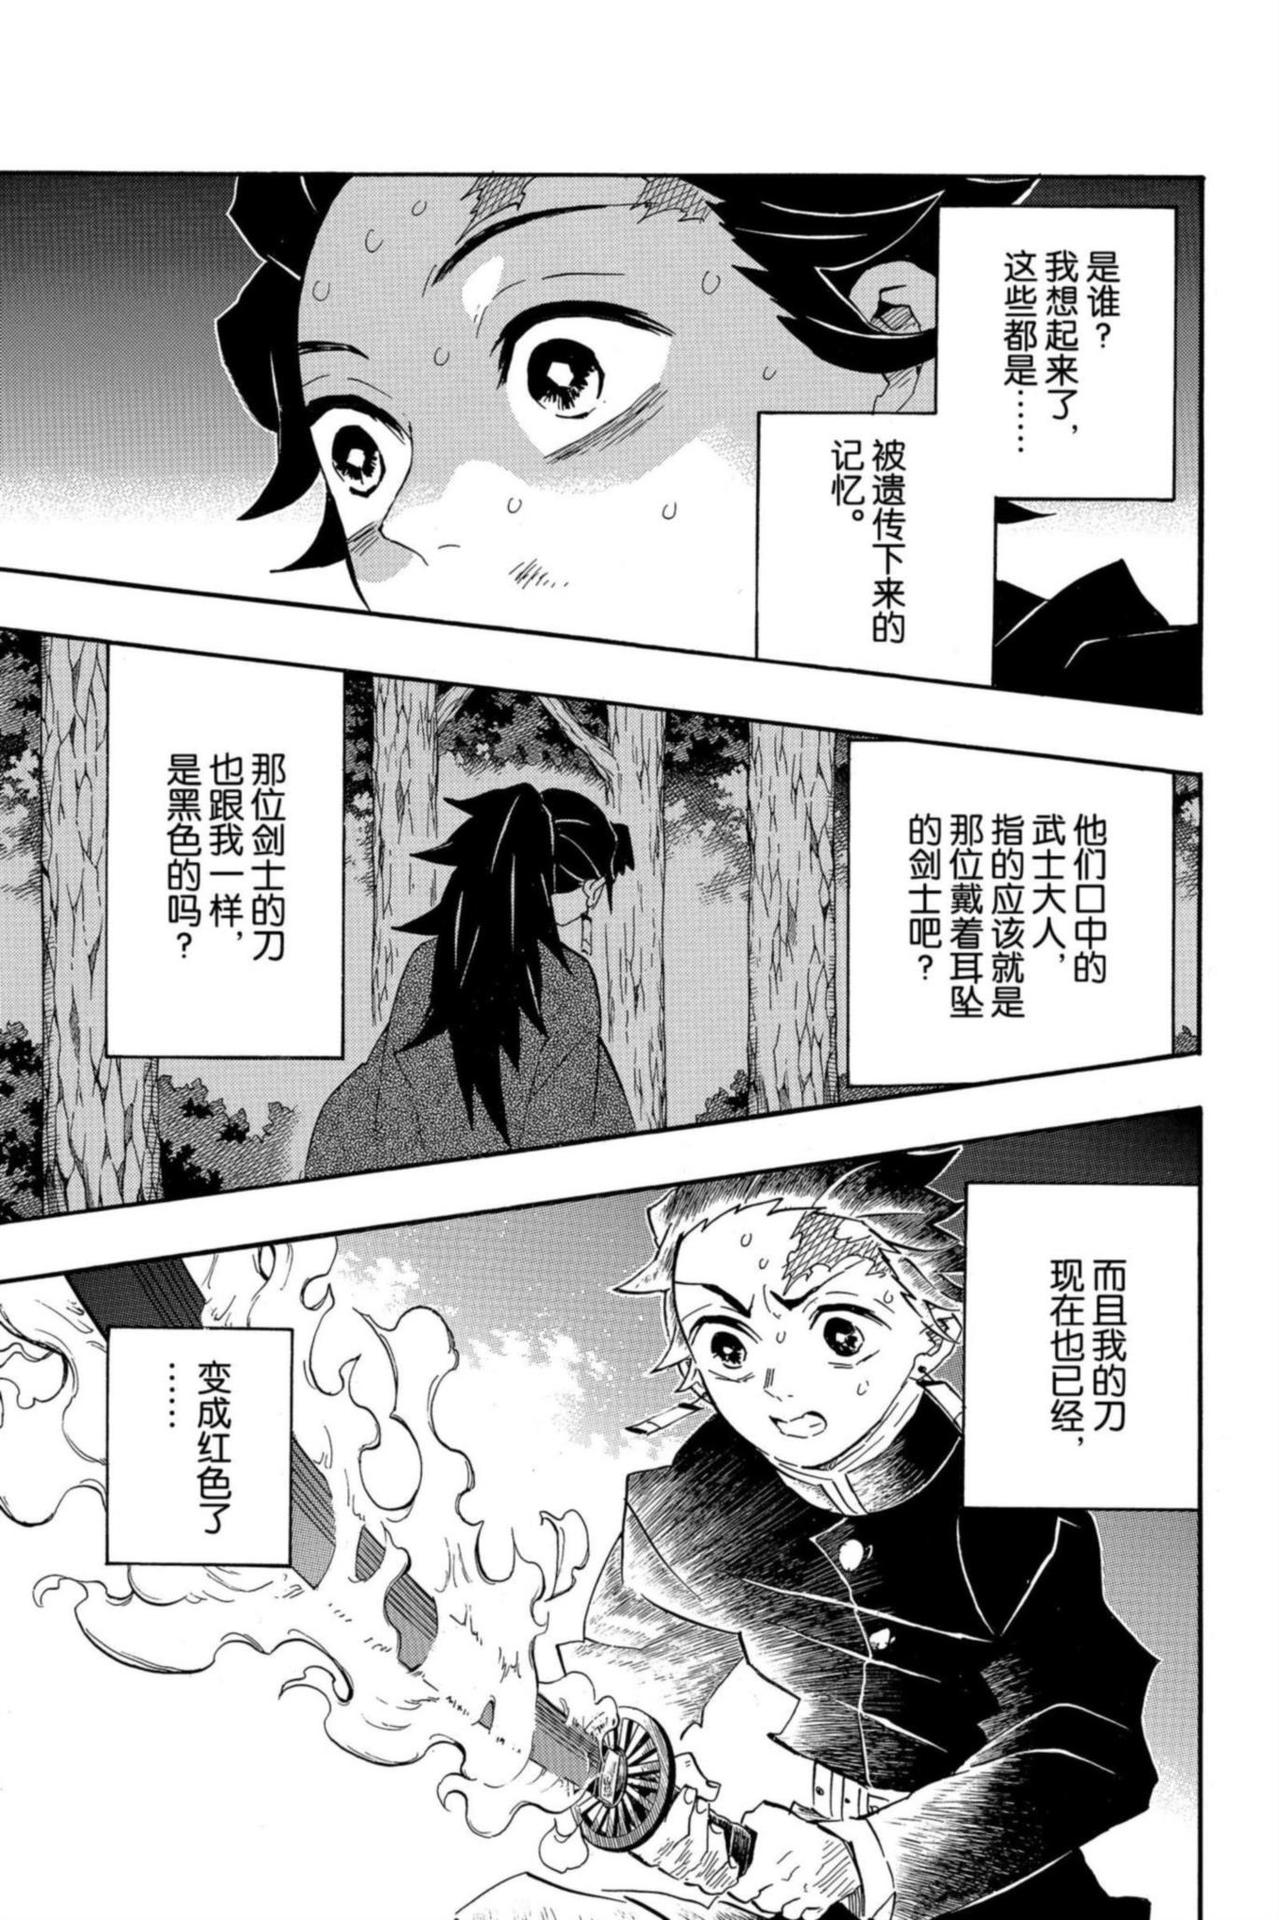 是谁？
我想起来了，
这些都是……
被遗传下来的
记忆。
他们口中的
武士大人，
指的应该就是
那位戴着耳坠
的剑士吧？
那位剑士的刀
也跟我一样，
是黑色的吗？
而且我的刀
现在也已经，
变成红色了
……